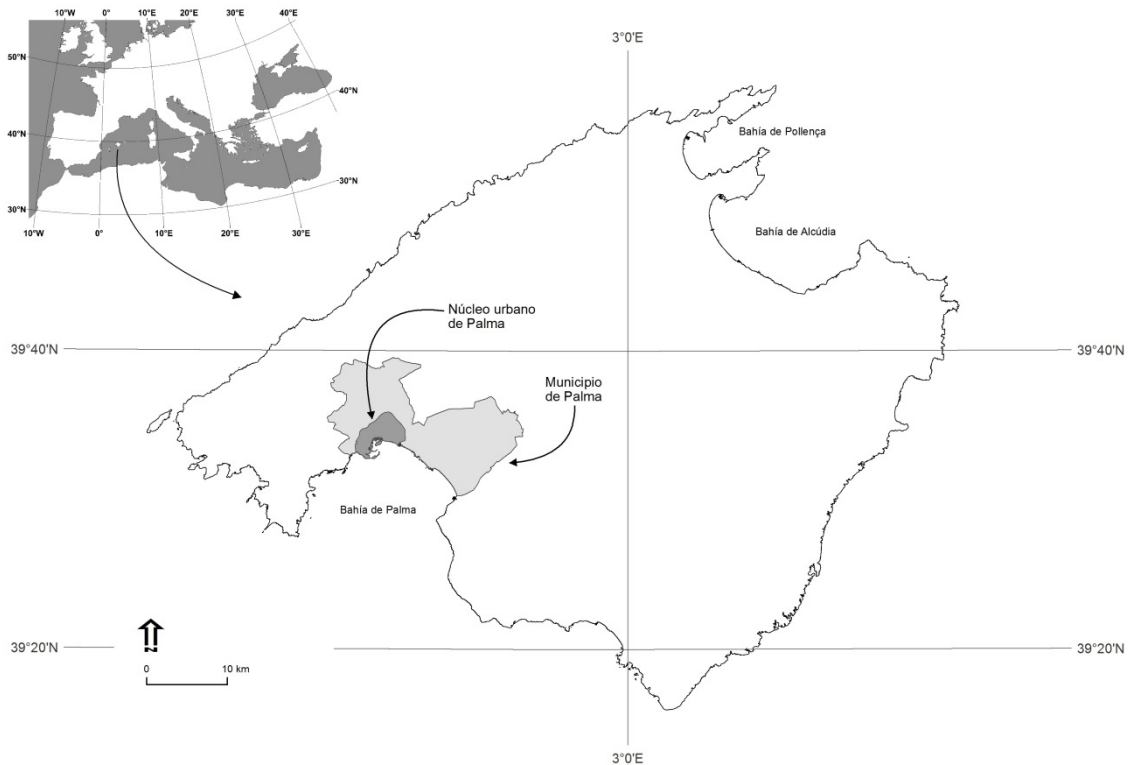 10°W 0° 10°E 20°E 30°E 40°E
50°N
40°N
40°N
30°N
30°N
10°W 0° 10°E 20°E 30°E
3°0'E
Bahía de Pollença
Bahía de Alcúdia
Núcleo urbano
de Palma
39°40'N
39°40'N
Municipio
de Palma
Bahía de Palma
N
39°20'N
39°20'N
0 10 km
3°0'E